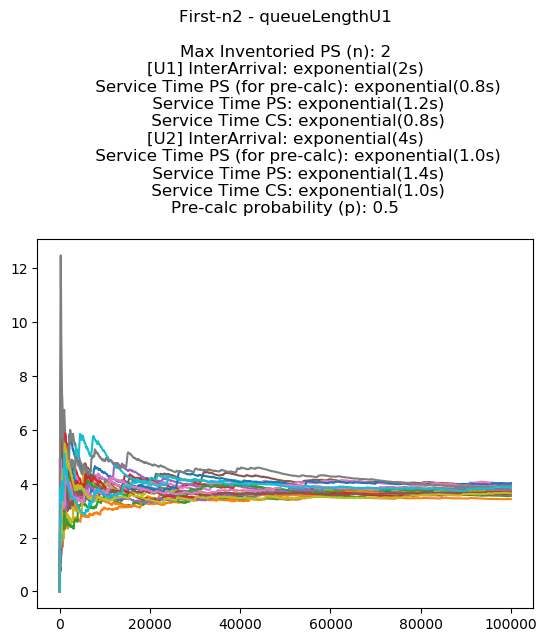 First-n2 - queueLengthU1
Max Inventoried PS (n): 2
[U1] InterArrival: exponential(2s)
Service Time PS (for pre-calc): exponential(0.8s)
Service Time PS: exponential(1.2s)
Service Time CS: exponential(0.8s)
[U2] InterArrival: exponential(4s)
Service Time PS (for pre-calc): exponential(1.0s)
Service Time PS: exponential(1.4s)
Service Time CS: exponential(1.0s)
Pre-calc probability (p): 0.5
12
10
8
6
4
2
0
0 20000 40000 60000 80000 100000